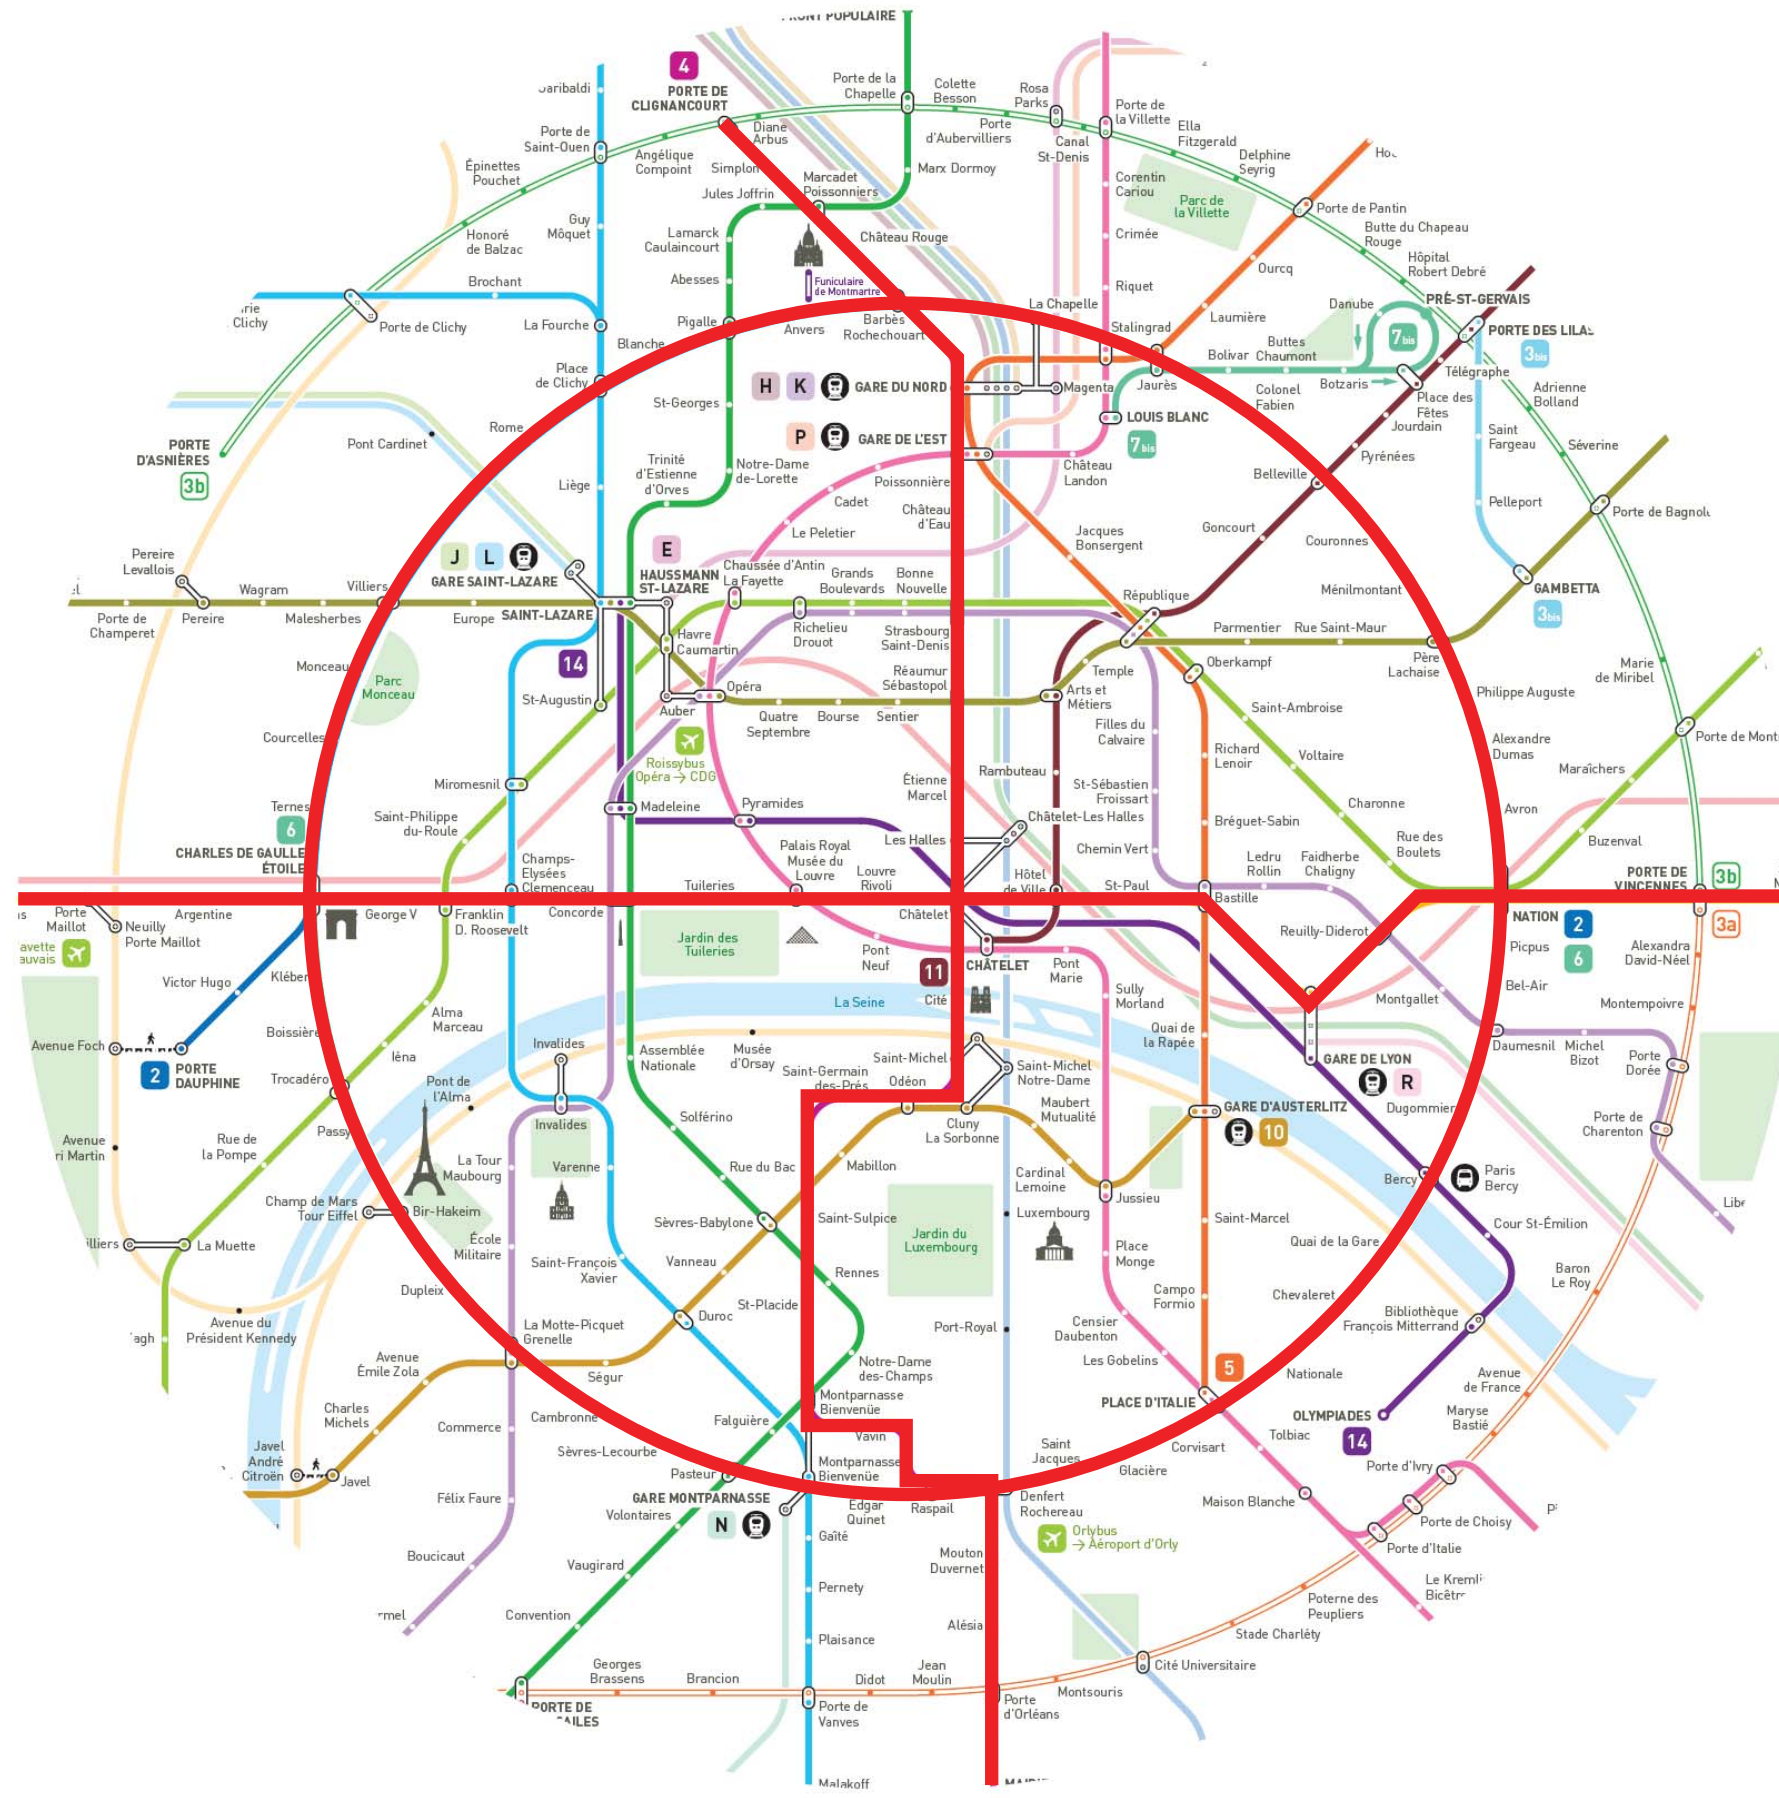 FRONT POPULAIRE
4
PORTE DE
CLIGNANCOURT
Garibaldi
Porte de la
Chapelle
Colette
Besson
Rosa
Parks
Porte de
la Villette
Diane
Arbus
Porte
d'Aubervilliers
Canal
St-Denis
Ella
Fitzgerald
Delphine
Seyrig
Porte de
Saint-Ouen
Angélique
Compoint
Simplon
Marcadet
Poissonniers
Marx Dormoy
Épinettes
Pouchet
Jules Joffrin
Corentin
Cariou
Parc de
la Villette
Porte de Pantin
Guy
Môquet
Honoré
de Balzac
Lamarck
Caulaincourt
Château Rouge
Crimée
Butte du Chapeau
Rouge
Hôpital
Robert Debré
Ourcq
Brochant
Abesses
Funiculaire
de Montmartre
Riquet
Danube
PRÉ-ST-GERVAIS
Clichy
Porte de Clichy
La Fourche
Pigalle
Anvers
Barbès
Rochechouart
La Chapelle
Stalingrad
Laumière
Buttes
Chaumont
7bis
PORTE DES LILAS
3bis
Blanche
Place
de Clichy
Bolivar
Botzaris
Télégraphe
Jaurès
Colonel
Fabien
H K GARE DU NORD
Magenta
Adrienne
Bolland
Place des
Fêtes
St-Georges
LOUIS BLANC
7bis
Jourdain
Rome
Pont Cardinet
P GARE DE L'EST
Saint
Fargeau
Séverine
PORTE
D'ASNIÈRES
3b
Pyrénées
Trinité
d'Estienne
d'Orves
Notre-Dame
de-Lorette
Poissonnière
Château
Landon
Belleville
Liège
Cadet
Château
d'Eau
Pelleport
Porte de Bagnol
Le Peletier
Jacques
Bonsergent
Goncourt
Couronnes
Pereire
Levallois
J L
GARE SAINT-LAZARE
E
HAUSSMANN
ST-LAZARE
Chaussée d'Antin
La Fayette
Grands
Boulevards
Bonne
Nouvelle
République
Ménilmontant
GAMBETTA
3bis
Wagram
Villiers
Porte de
Champeret
Pereire
Malesherbes
Europe
SAINT-LAZARE
Havre
Caumartin
Richelieu
Drouot
Strasbourg
Saint-Denis
Parmentier
Rue Saint-Maur
Père
Lachaise
Marie
de Miribel
14
Monceau
Parc
Monceau
Réaumur
Sébastopol
Temple
Oberkampf
St-Augustin
Opéra
Auber
Arts et
Métiers
Philippe Auguste
Quatre
Septembre
Bourse
Sentier
Saint-Ambroise
Filles du
Calvaire
Courcelles
Alexandre
Dumas
Porte de Mont
Roissybus
Opéra → CDG
Richard
Lenoir
Voltaire
Miromesnil
Étienne
Marcel
Rambuteau
St-Sébastien
Froissart
Maraîchers
Ternes
6
Saint-Philippe
du-Roule
Madeleine
Pyramides
Charonne
Avron
Châtelet-Les Halles
Bréguet-Sabin
Les Halles
Rue des
Boulets
Buzenval
CHARLES DE GAULLE
ÉTOILE
Champs-
Elysées
Clemenceau
Palais Royal
Musée du
Louvre
Louvre
Rivoli
Chemin Vert
Ledru
Rollin
Faidherbe
Chaligny
PORTE DE
VINCENNES
3b
Tuileries
Hôtel
de Ville
St-Paul
Bastille
Porte
Maillot
Argentine
George V
Franklin
D. Roosevelt
Concorde
Châtelet
Neuilly
Porte Maillot
Jardin des
Tuileries
Reuilly-Diderot
NATION 2
6
3a
Pont
Neuf
11
CHÂTELET
Pont
Marie
Picpus
Alexandra
David-Néel
Victor Hugo
Kléber
La Seine
Cité
Sully
Morland
Montgallet
Bel-Air
Montempoivre
Boissière
Alma
Marceau
Avenue Foch
2
PORTE
DAUPHINE
Iéna
Invalides
Assemblée
Nationale
Musée
d'Orsay
Saint-Michel
Saint-Michel
Notre-Dame
Quai de
la Rapée
GARE DE LYON
R
Daumesnil
Michel
Bizot
Porte
Dorée
Trocadéro
Pont de
l'Alma
Saint-Germain
des-Prés
Odéon
Invalides
Solférino
Cluny
La Sorbonne
Maubert
Mutualité
GARE D'AUSTERLITZ
10
Dugommier
Porte de
Charenton
Passy
Rue de
la Pompe
Avenue
ri Martin
La Tour
Maubourg
Varenne
Rue du Bac
Mabillon
Cardinal
Lemoine
Jussieu
Bercy
Paris
Bercy
Champ de Mars
Tour Eiffel
Bir-Hakeim
Sèvres-Babylone
Saint-Sulpice
Jardin du
Luxembourg
Luxembourg
Saint-Marcel
Cour St-Émilion
La Muette
École
Militaire
Saint-François
Xavier
Vanneau
Rennes
Place
Monge
Quai de la Gare
Baron
Le Roy
Dupleix
St-Placide
Campo
Formio
Chevaleret
Avenue du
Président Kennedy
La Motte-Picquet
Grenelle
Duroc
Port-Royal
Censier
Daubenton
Bibliothèque
François Mitterrand
Avenue
Émile Zola
Ségur
Notre-Dame
des-Champs
Les Gobelins
5
Nationale
Avenue
de France
Charles
Michels
Commerce
Cambronne
Falguière
Montparnasse
Bienvenüe
PLACE D'ITALIE
OLYMPIADES
14
Maryse
Bastié
Vavin
Tolbiac
Javel
André
Citroën
Javel
Sèvres-Lecourbe
Pasteur
Montparnasse
Bienvenüe
Saint
Jacques
Glacière
Corvisart
Porte d'Ivry
Félix Faure
GARE MONTPARNASSE
N
Volontaires
Edgar
Quinet
Raspail
Denfert
Rochereau
Maison Blanche
Porte de Choisy
Gaîté
Orlybus
→ Aéroport d'Orly
Porte d'Italie
Boucicaut
Vaugirard
Mouton
Duvernet
Pernety
Le Kremli
Bicêtr
Convention
Alésia
Poterne des
Peupliers
Plaisance
Stade Charléty
Georges
Brassens
Brancion
Didot
Jean
Moulin
Cité Universitaire
Montsouris
PORTE DE
Porte de
Vanves
Porte
d'Orléans
Malakoff